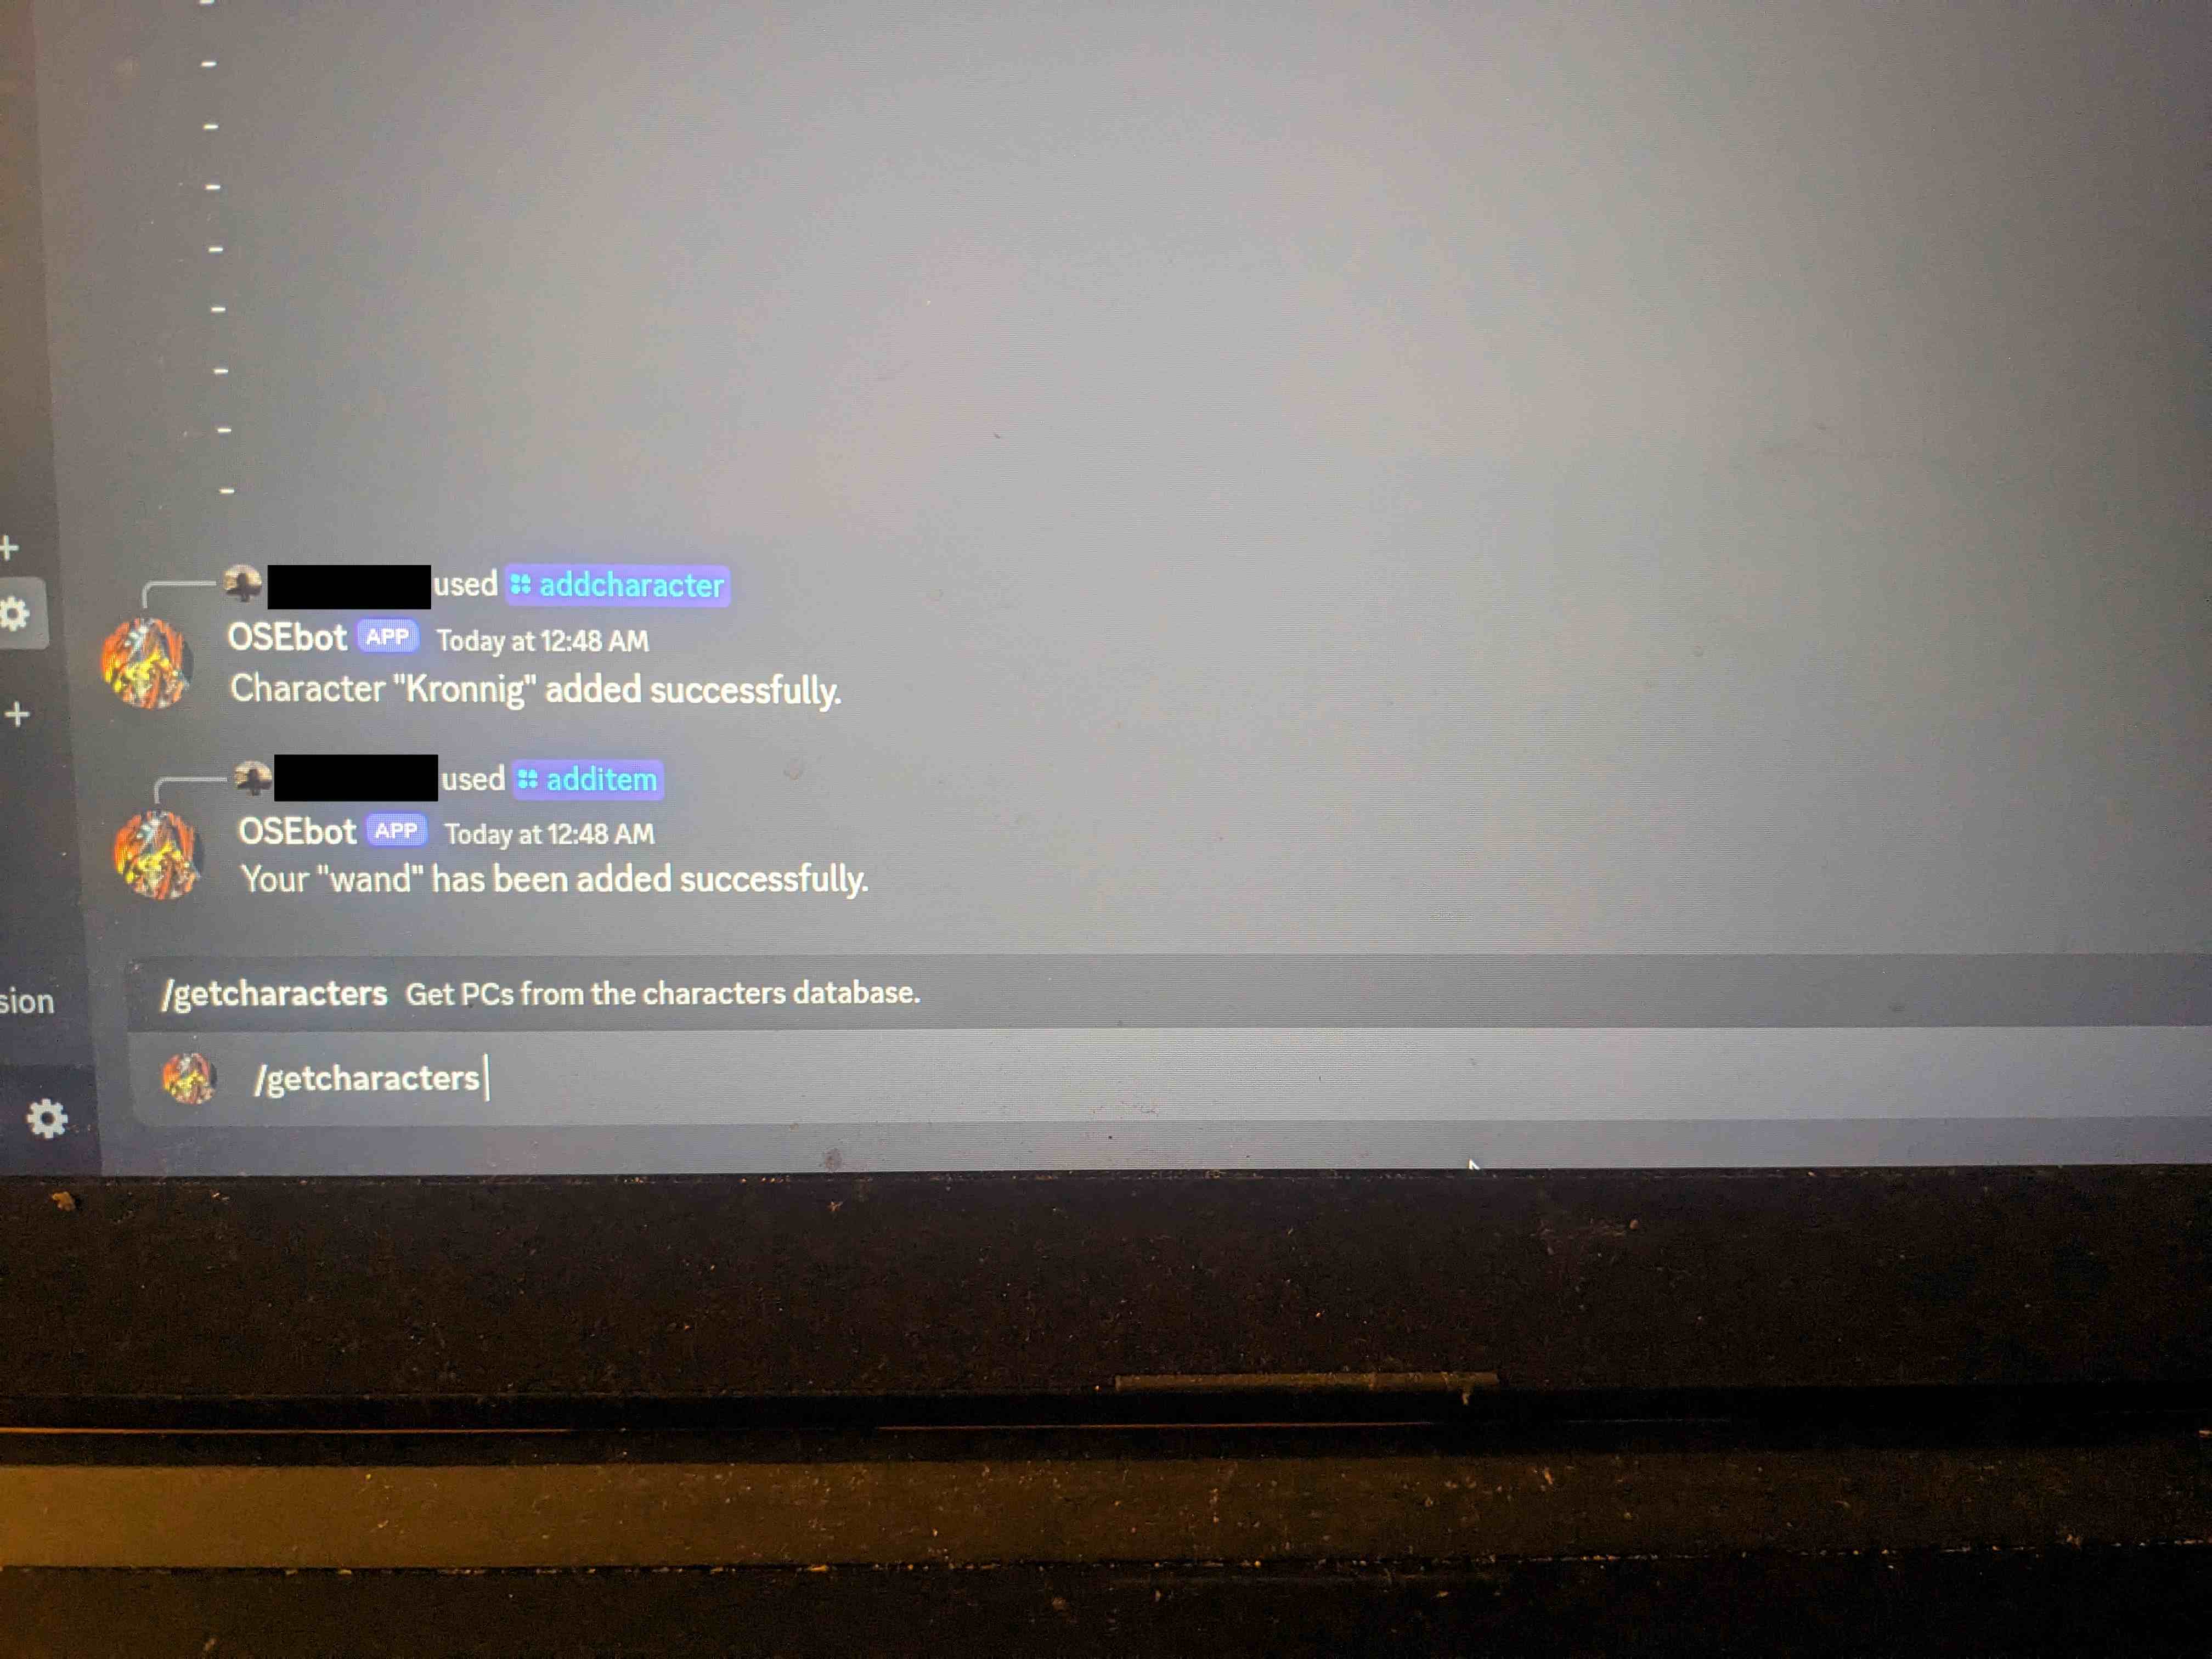 -
-
-
-
-
-
-
-
used addcharacter
OSEbot APP Today at 12:48 AM
Character "Kronnig" added successfully.
used additem
OSEbot APP Today at 12:48 AM
Your "wand" has been added successfully.
sion
/getcharacters Get PCs from the characters database.
/getcharacters